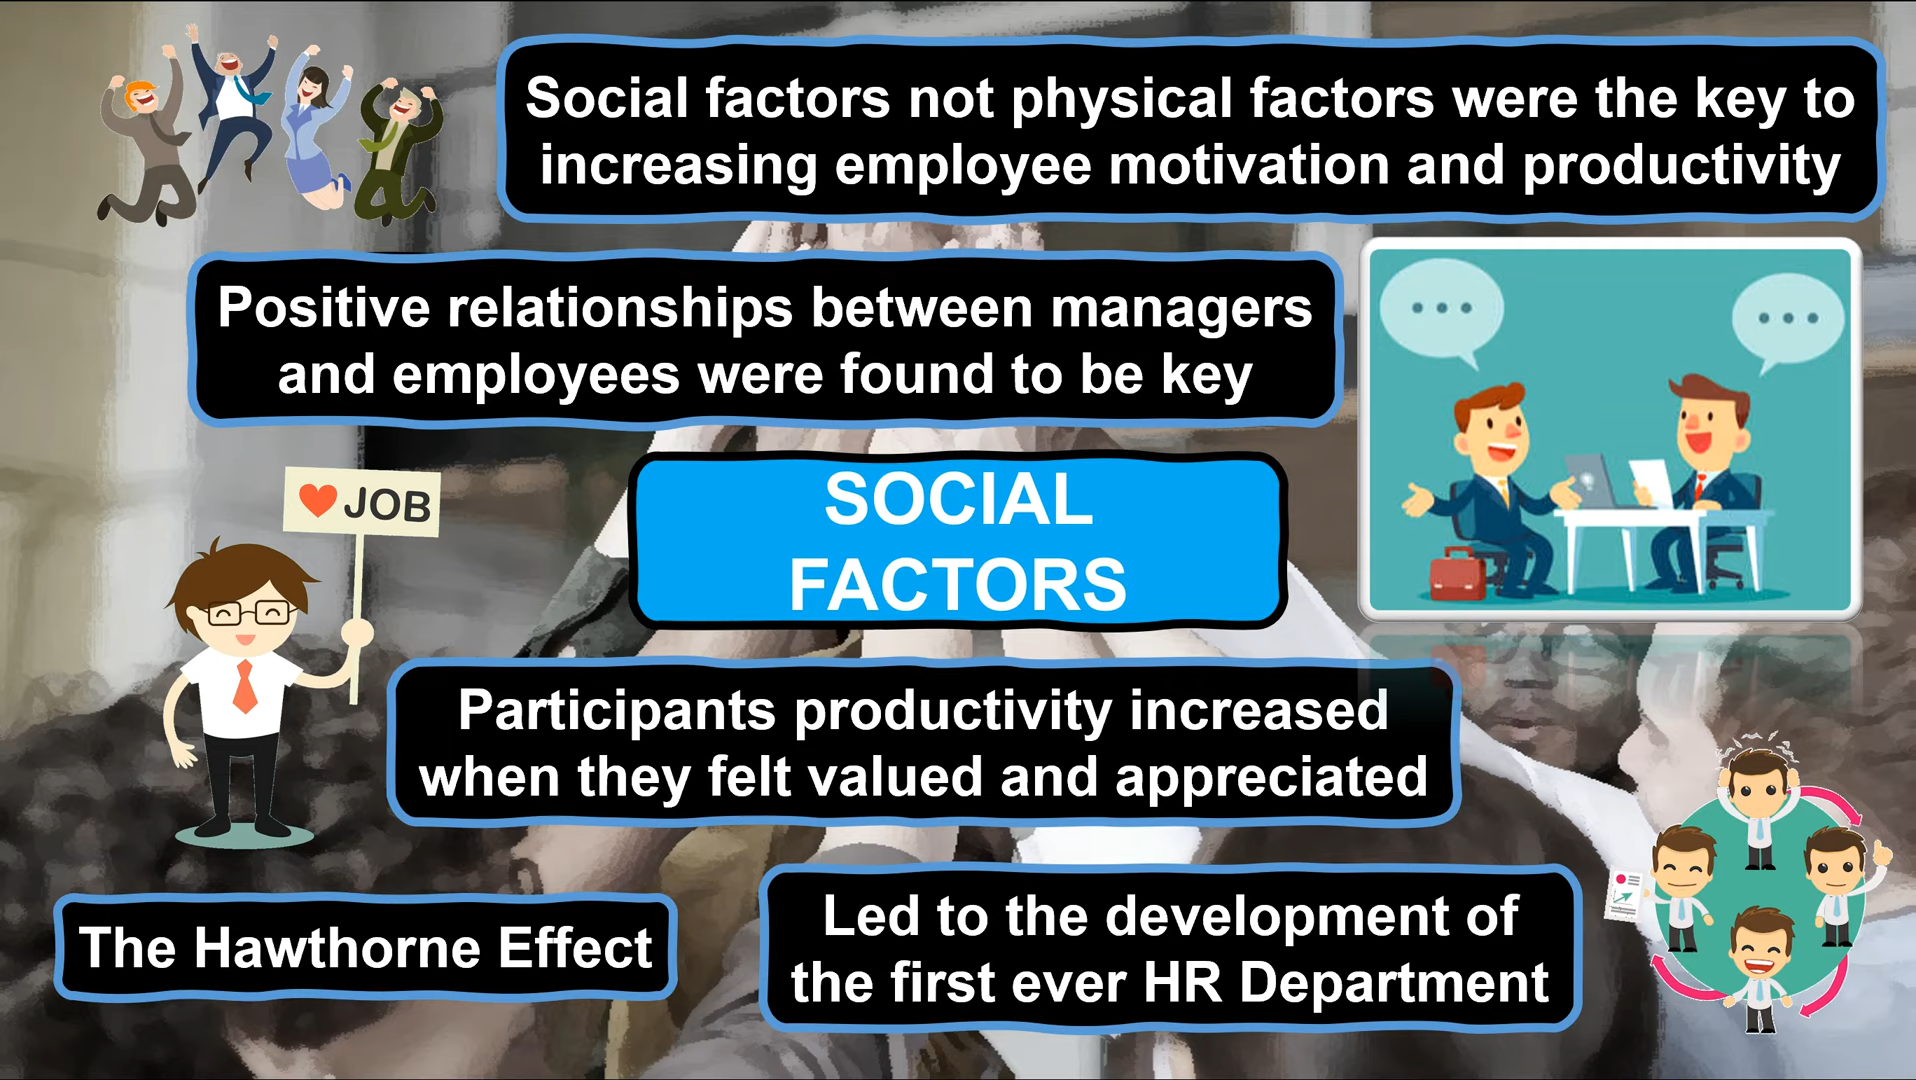 Social factors not physical factors were the key to
increasing employee motivation and productivity
Positive relationships between managers
and employees were found to be key
SOCIAL
FACTORS
JOB
Participants productivity increased
when they felt valued and appreciated
The Hawthorne Effect
Led to the development of
the first ever HR Department